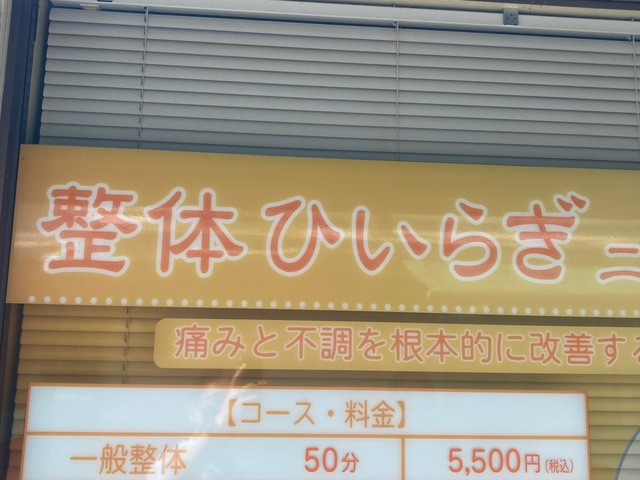 整体 ひいらぎ
痛みと不調を根本的に改善する
【コース・料金】
一般整体 50分 5,500円(税込)